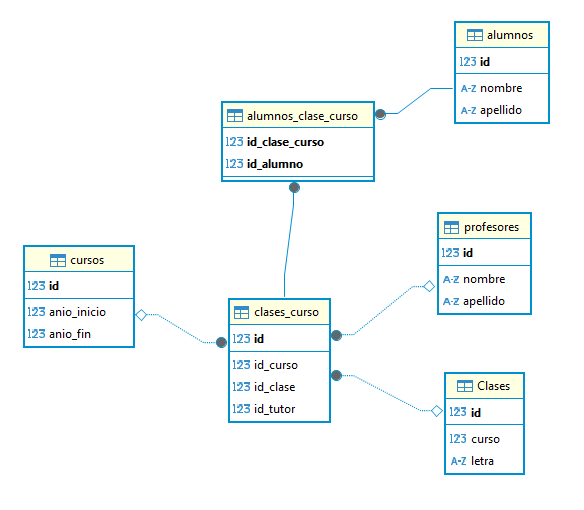 alumnos
123 id
A-Z nombre
A-Z apellido
alumnos_clase_curso
123 id_clase_curso
123 id_alumno
profesores
123 id
A-Z nombre
A-Z apellido
cursos
123 id
123 anio_inicio
123 anio_fin
clases_curso
123 id
123 id_curso
123 id_clase
123 id_tutor
Clases
123 id
123 curso
A-Z letra